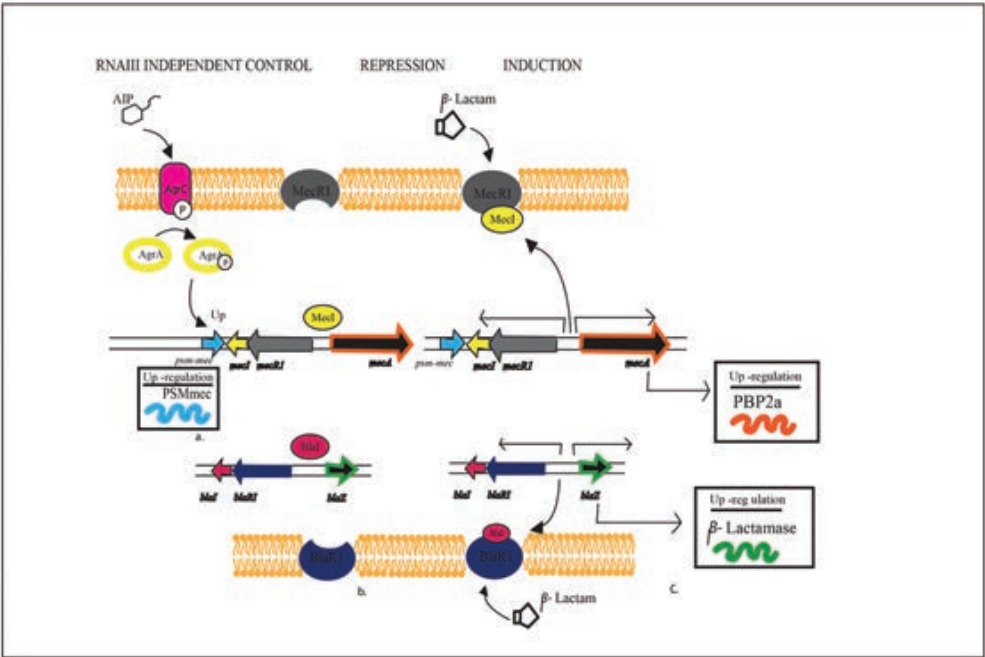 RNAIII INDEPENDENT CONTROL
REPRESSION
INDUCTION
AIP
β- Lactam
AgrC
P
MecR1
MecR1
MecI
AgrA
AgrA
P
Up
MecI
psm-mec
mecI
mecR1
mecA
psm-mec
mecI
mecR1
mecA
Up -regulation
PSMmec
a.
Up -regulation
PBP2a
BlaI
blaI
blaR1
blaZ
blaI
blaR1
blaZ
Up -reg ulation
β- Lactamase
BlaR1
b.
BlaI
BlaR1
c.
β- Lactam